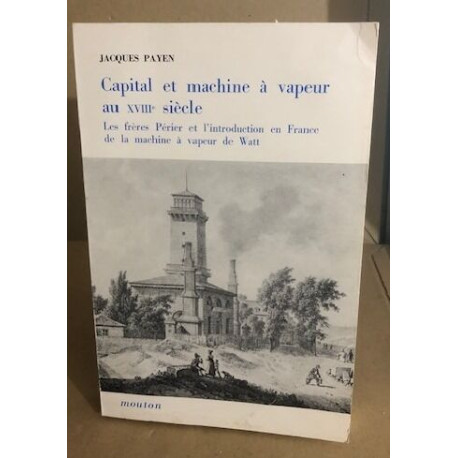 JACQUES PAYEN
Capital et machine à vapeur
au XVIIIe siècle
Les frères Périer et l'introduction en France
de la machine à vapeur de Watt
mouton